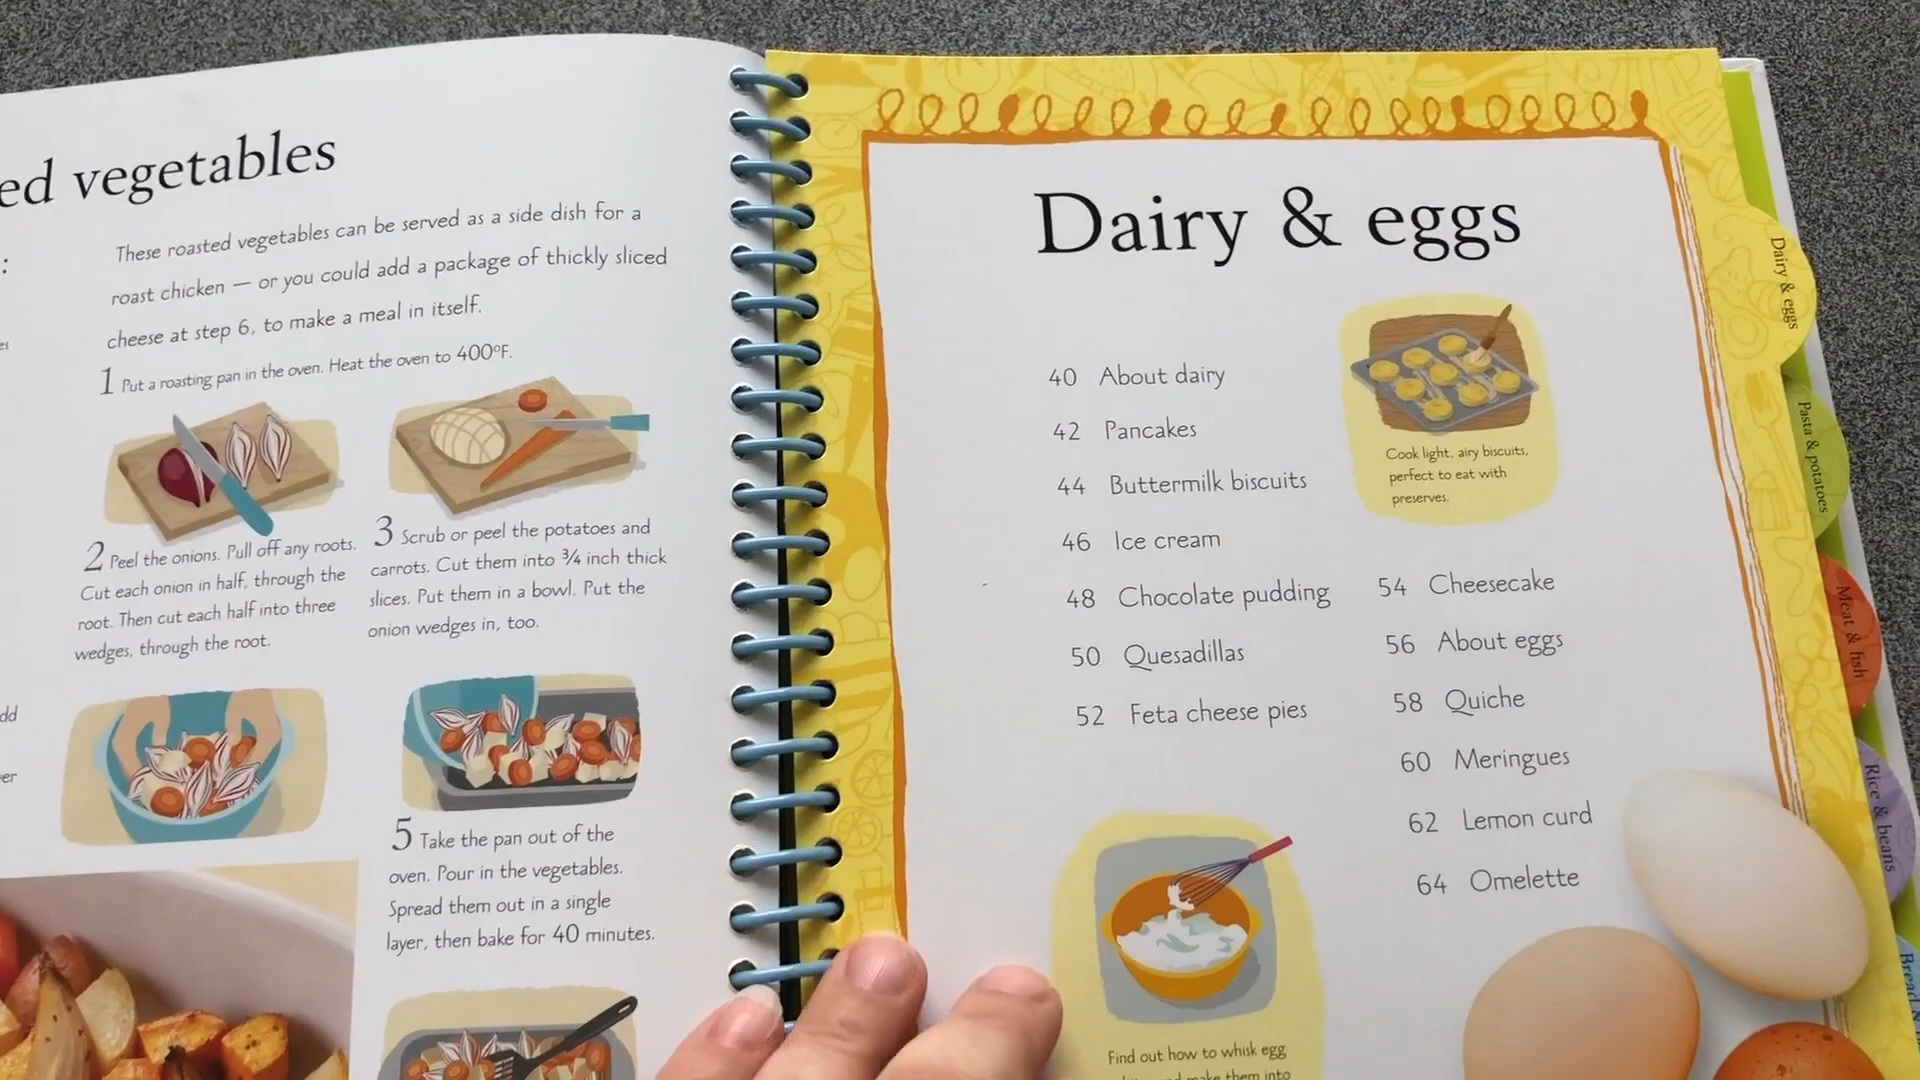 ed vegetables
:
These roasted vegetables can be served as a side dish for a
roast chicken — or you could add a package of thickly sliced
cheese at step 6, to make a meal in itself.
1 Put a roasting pan in the oven. Heat the oven to 400ºF.
2 Peel the onions. Pull off any roots.
Cut each onion in half, through the
root. Then cut each half into three
wedges, through the root.
3 Scrub or peel the potatoes and
carrots. Cut them into ¾ inch thick
slices. Put them in a bowl. Put the
onion wedges in, too.
5 Take the pan out of the
oven. Pour in the vegetables.
Spread them out in a single
layer, then bake for 40 minutes.
Dairy & eggs
40 About dairy
42 Pancakes
44 Buttermilk biscuits
46 Ice cream
48 Chocolate pudding
50 Quesadillas
52 Feta cheese pies
Cook light, airy biscuits,
perfect to eat with
preserves.
54 Cheesecake
56 About eggs
58 Quiche
60 Meringues
62 Lemon curd
64 Omelette
Find out how to whisk egg
make them into
Dairy & eggs
Pasta & potatoes
Meat & fish
Rice & beans
Bread